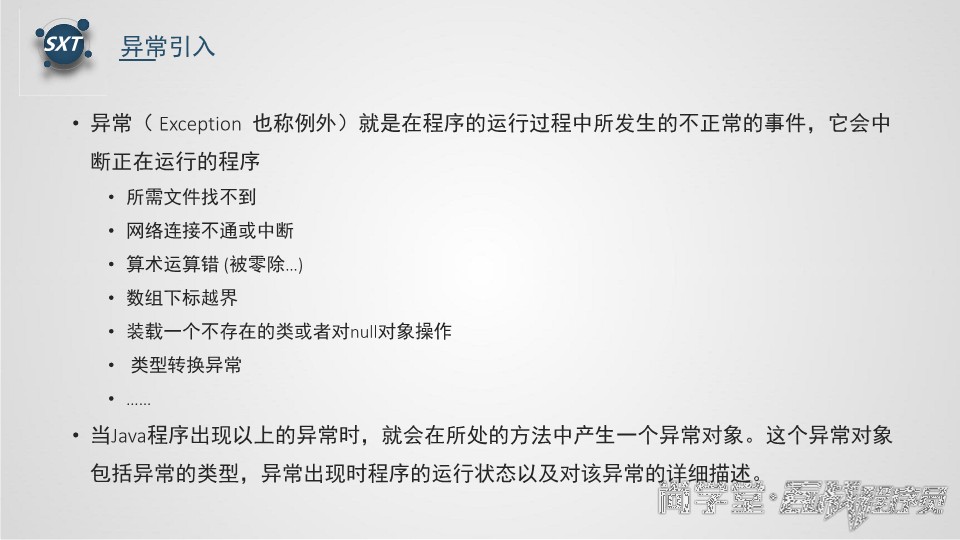 SXT
异常引入
• 异常（ Exception 也称例外）就是在程序的运行过程中所发生的不正常的事件，它会中
断正在运行的程序
• 所需文件找不到
• 网络连接不通或中断
• 算术运算错 (被零除...)
• 数组下标越界
• 装载一个不存在的类或者对null对象操作
• 类型转换异常
• ......
• 当Java程序出现以上的异常时，就会在所处的方法中产生一个异常对象。这个异常对象
包括异常的类型，异常出现时程序的运行状态以及对该异常的详细描述。
尚学堂·百战程序员